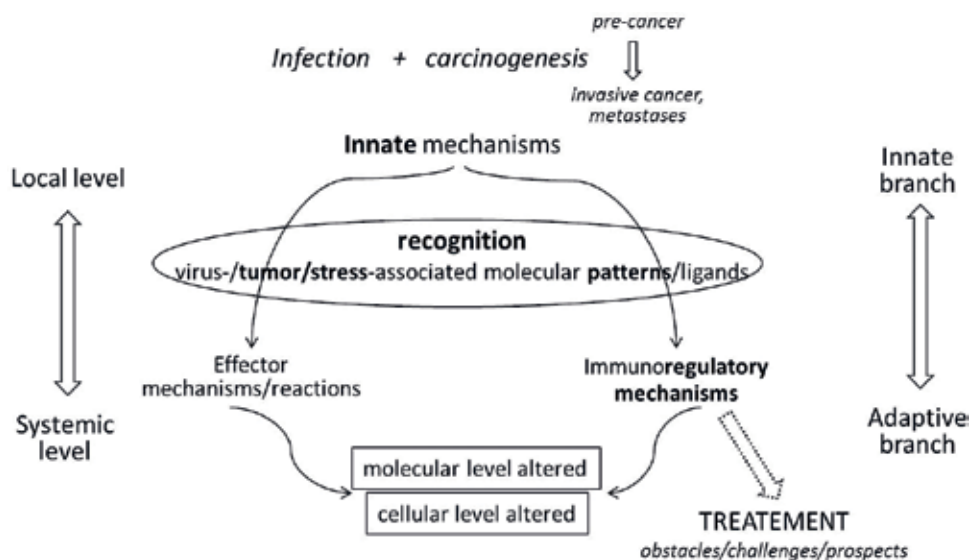 pre-cancer
Infection + carcinogenesis
invasive cancer,
metastases
Innate mechanisms
Local level
Innate
branch
recognition
virus-/tumor/stress-associated molecular patterns/ligands
Effector
mechanisms/reactions
Immunoregulatory
mechanisms
Systemic
level
Adaptive
branch
molecular level altered
cellular level altered
TREATEMENT
obstacles/challenges/prospects